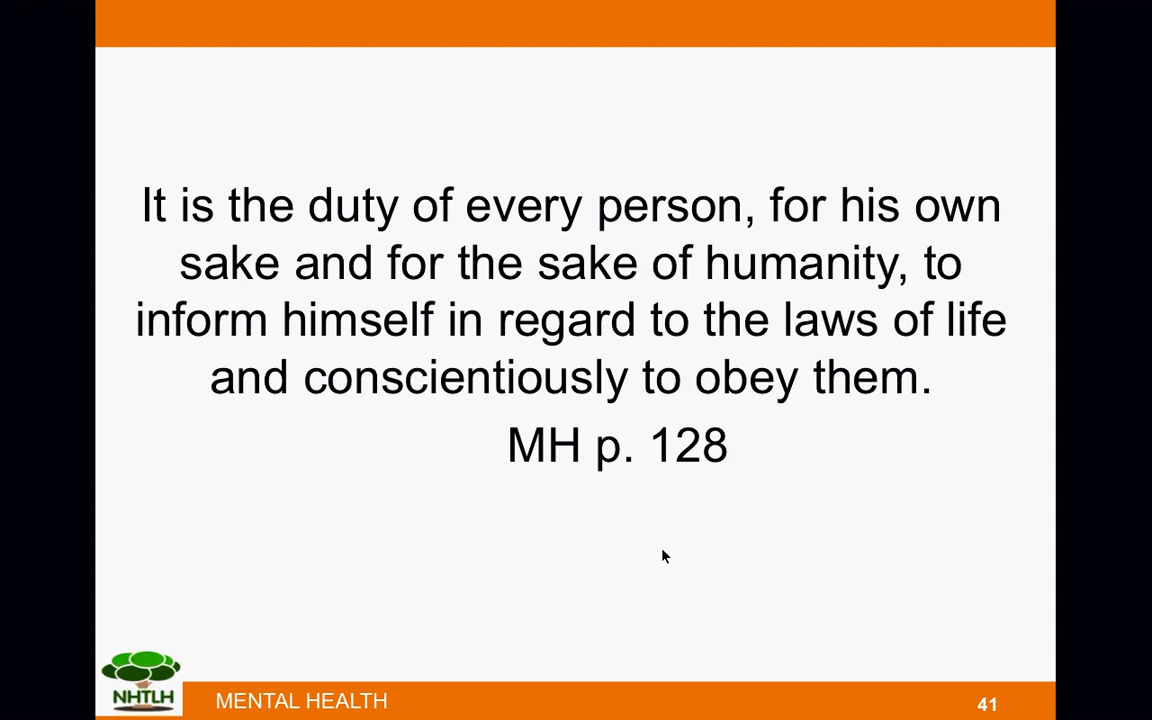 It is the duty of every person, for his own
sake and for the sake of humanity, to
inform himself in regard to the laws of life
and conscientiously to obey them.
MH p. 128
NHTLH
MENTAL HEALTH
41